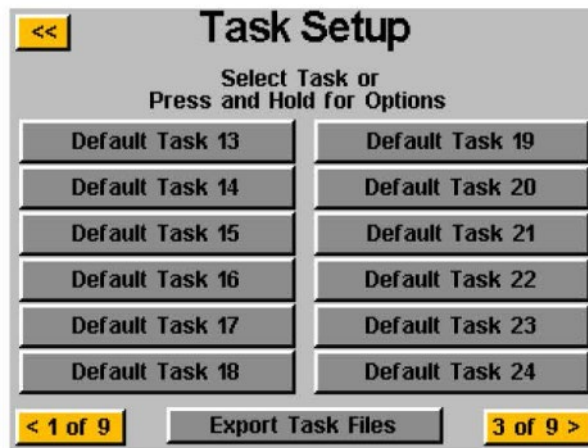 <<
Task Setup
Select Task or
Press and Hold for Options
Default Task 13
Default Task 14
Default Task 15
Default Task 16
Default Task 17
Default Task 18
Default Task 19
Default Task 20
Default Task 21
Default Task 22
Default Task 23
Default Task 24
< 1 of 9
Export Task Files
3 of 9 >